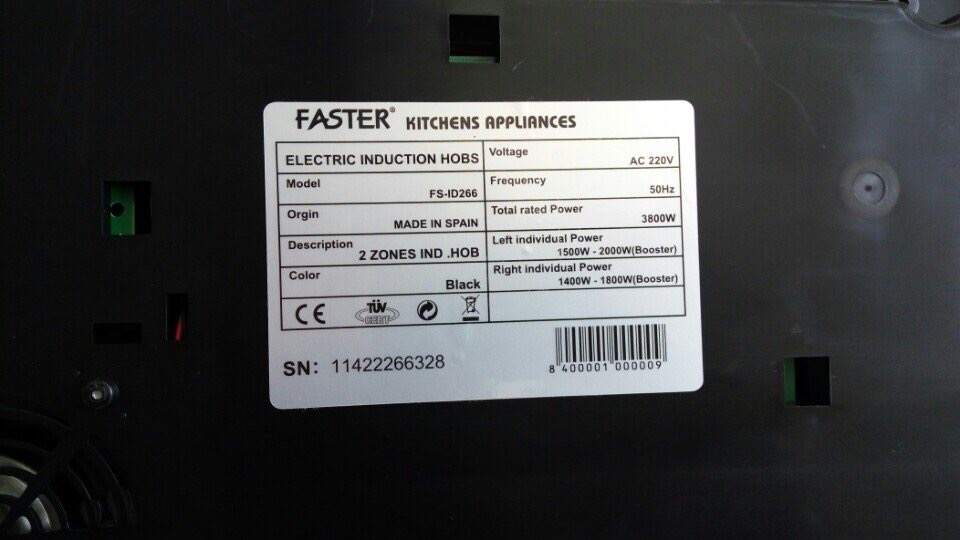 FASTER® KITCHENS APPLIANCES
ELECTRIC INDUCTION HOBS
Model
FS-ID266
Orgin
MADE IN SPAIN
Description
2 ZONES IND .HOB
Color
Black
CE TÜV CERT
Voltage
AC 220V
Frequency
50Hz
Total rated Power
3800W
Left individual Power
1500W - 2000W(Booster)
Right individual Power
1400W - 1800W(Booster)
SN: 11422266328
8 400001 000009